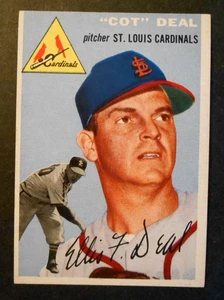 "COT" DEAL
pitcher ST. LOUIS CARDINALS
Cardinals
STL
Ellis F. Deal